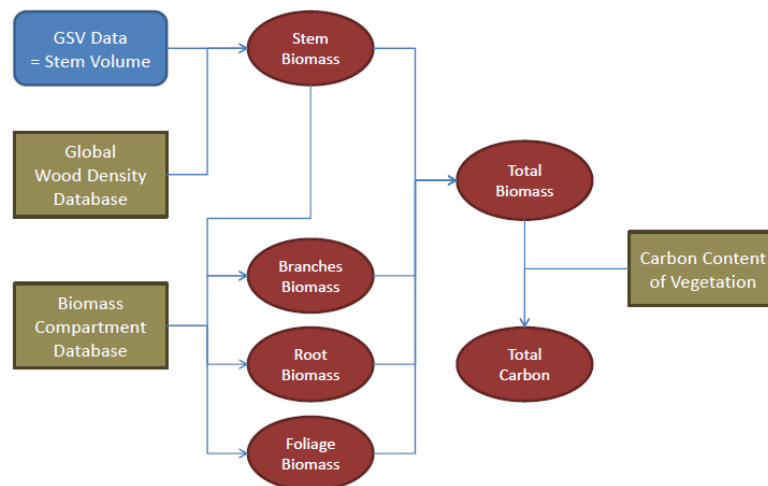 GSV Data
= Stem Volume
Stem
Biomass
Global
Wood Density
Database
Total
Biomass
Carbon Content
of Vegetation
Branches
Biomass
Biomass
Compartment
Database
Root
Biomass
Total
Carbon
Foliage
Biomass